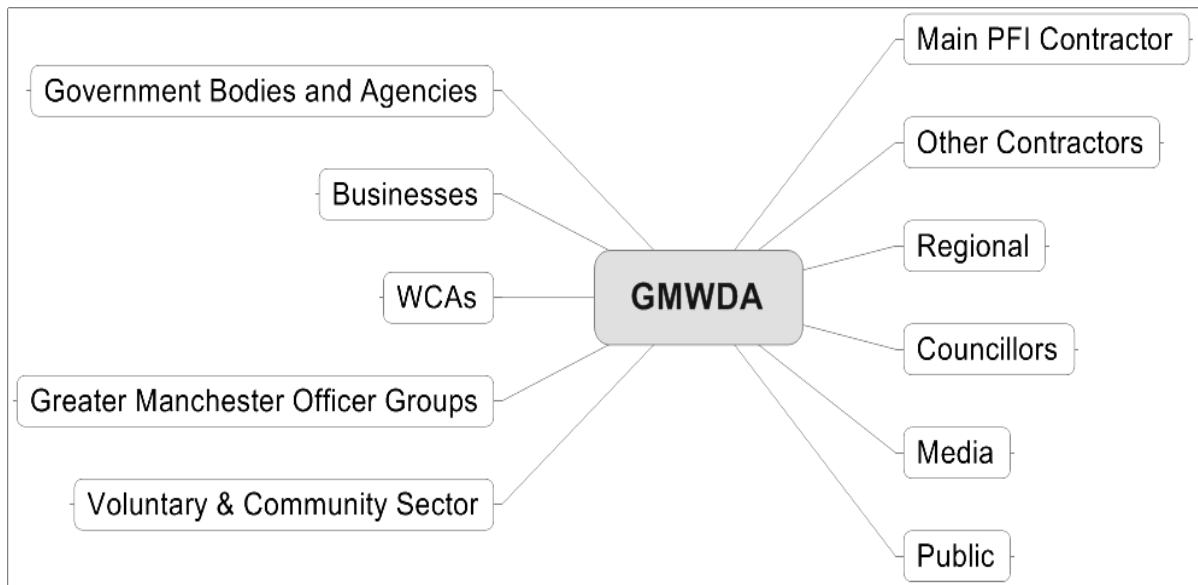 Main PFI Contractor
Government Bodies and Agencies
Other Contractors
Businesses
Regional
GMWDA
WCAs
Councillors
Greater Manchester Officer Groups
Media
Voluntary & Community Sector
Public